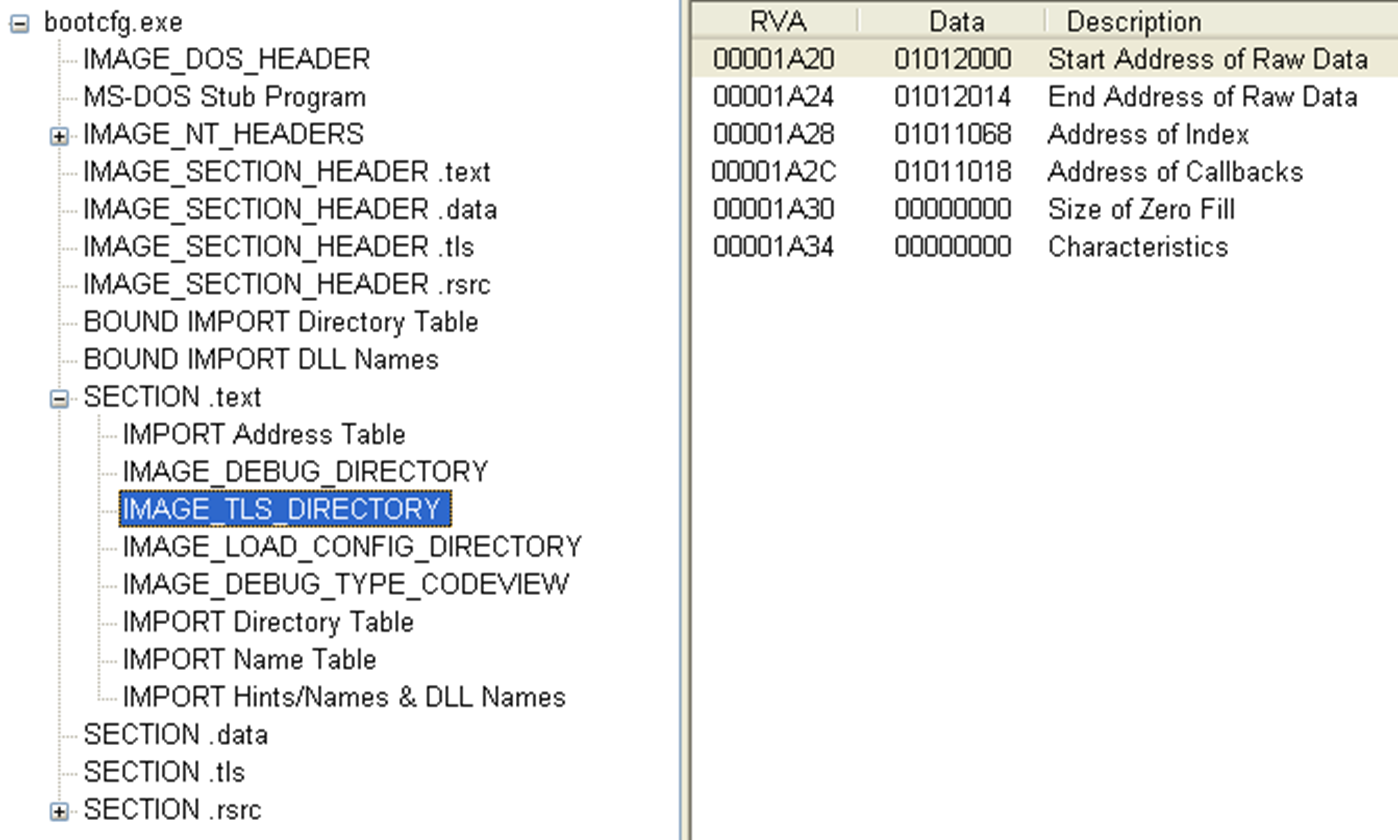 bootcfg.exe
IMAGE_DOS_HEADER
MS-DOS Stub Program
IMAGE_NT_HEADERS
IMAGE_SECTION_HEADER .text
IMAGE_SECTION_HEADER .data
IMAGE_SECTION_HEADER .tls
IMAGE_SECTION_HEADER .rsrc
BOUND IMPORT Directory Table
BOUND IMPORT DLL Names
SECTION .text
IMPORT Address Table
IMAGE_DEBUG_DIRECTORY
IMAGE_TLS_DIRECTORY
IMAGE_LOAD_CONFIG_DIRECTORY
IMAGE_DEBUG_TYPE_CODEVIEW
IMPORT Directory Table
IMPORT Name Table
IMPORT Hints/Names & DLL Names
SECTION .data
SECTION .tls
SECTION .rsrc
RVA Data Description
00001A20 01012000 Start Address of Raw Data
00001A24 01012014 End Address of Raw Data
00001A28 01011068 Address of Index
00001A2C 01011018 Address of Callbacks
00001A30 00000000 Size of Zero Fill
00001A34 00000000 Characteristics